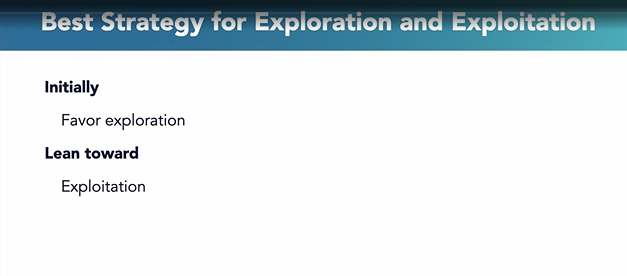 Best Strategy for Exploration and Exploitation
Initially
Favor exploration
Lean toward
Exploitation